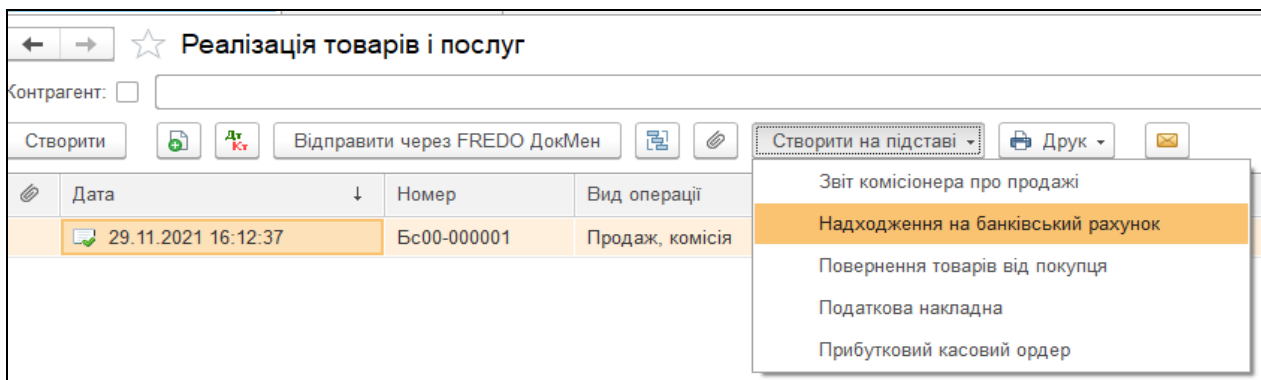 Реалізація товарів і послуг
Контрагент:
Створити Дт Кт Відправити через FREDO ДокМен Створити на підставі Друк
Дата ↓ Номер Вид операції
29.11.2021 16:12:37 Бс00-000001 Продаж, комісія
Звіт комісіонера про продажі
Надходження на банківський рахунок
Повернення товарів від покупця
Податкова накладна
Прибутковий касовий ордер